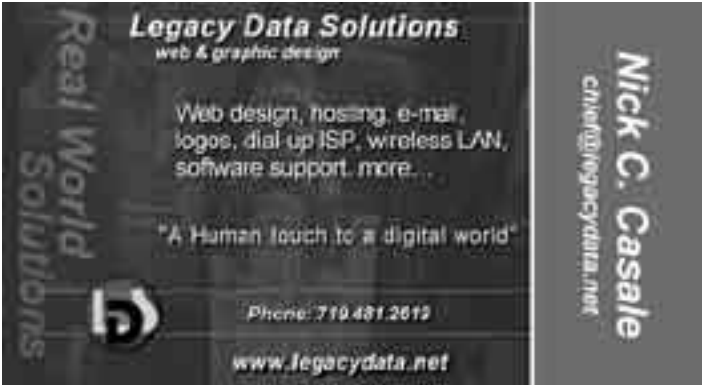 Legacy Data Solutions
web & graphic design
Web design, hosting, e-mail,
logos, dial up ISP, wireless LAN,
software support, more...
"A Human touch to a digital world"
Phone: 719.481.2619
www.legacydata.net
Real World
Solutions
Nick C. Casale
chief@legacydata.net